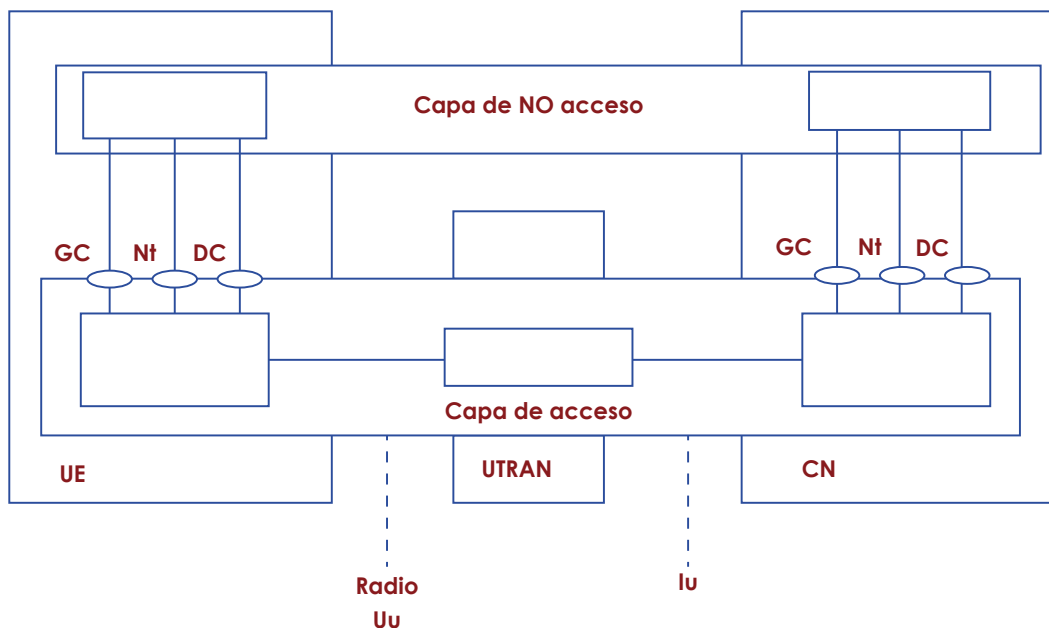 Capa de NO acceso
GC Nt DC
GC Nt DC
Capa de acceso
UE
UTRAN
CN
Radio
Uu
Iu